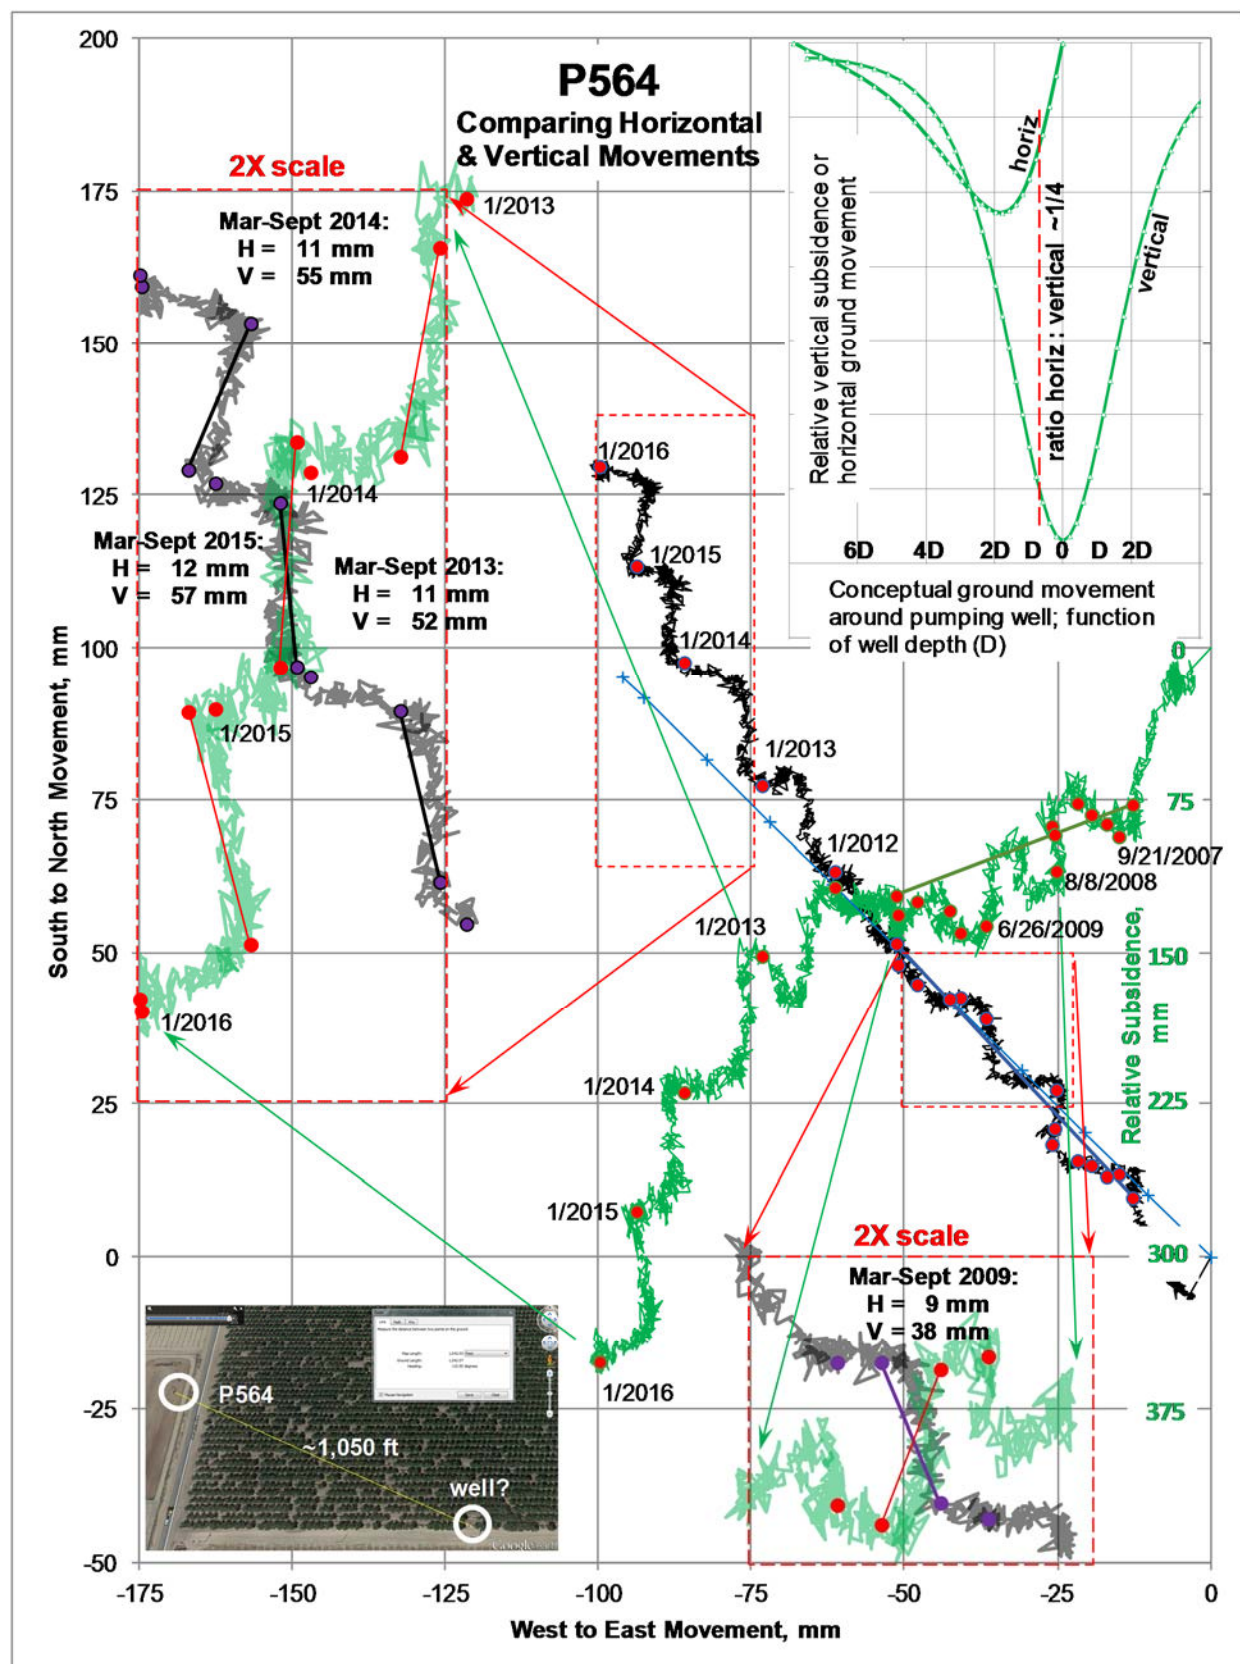 P564
Comparing Horizontal
& Vertical Movements
2X scale
Mar-Sept 2014:
H = 11 mm
V = 55 mm
1/2013
1/2014
Mar-Sept 2015:
H = 12 mm
V = 57 mm
Mar-Sept 2013:
H = 11 mm
V = 52 mm
1/2015
1/2016
Relative vertical subsidence or
horizontal ground movement
horiz
ratio horiz : vertical ~1/4
vertical
6D 4D 2D D 0 D 2D
Conceptual ground movement
around pumping well; function
of well depth (D)
1/2016
1/2015
1/2014
1/2013
1/2012
9/21/2007
8/8/2008
6/26/2009
1/2013
1/2014
1/2015
1/2016
2X scale
Mar-Sept 2009:
H = 9 mm
V = 38 mm
P564
~1,050 ft
well?
Google
South to North Movement, mm
200
175
150
125
100
75
50
25
0
-25
-50
Relative Subsidence,
mm
0
75
150
225
300
375
-175 -150 -125 -100 -75 -50 -25 0
West to East Movement, mm